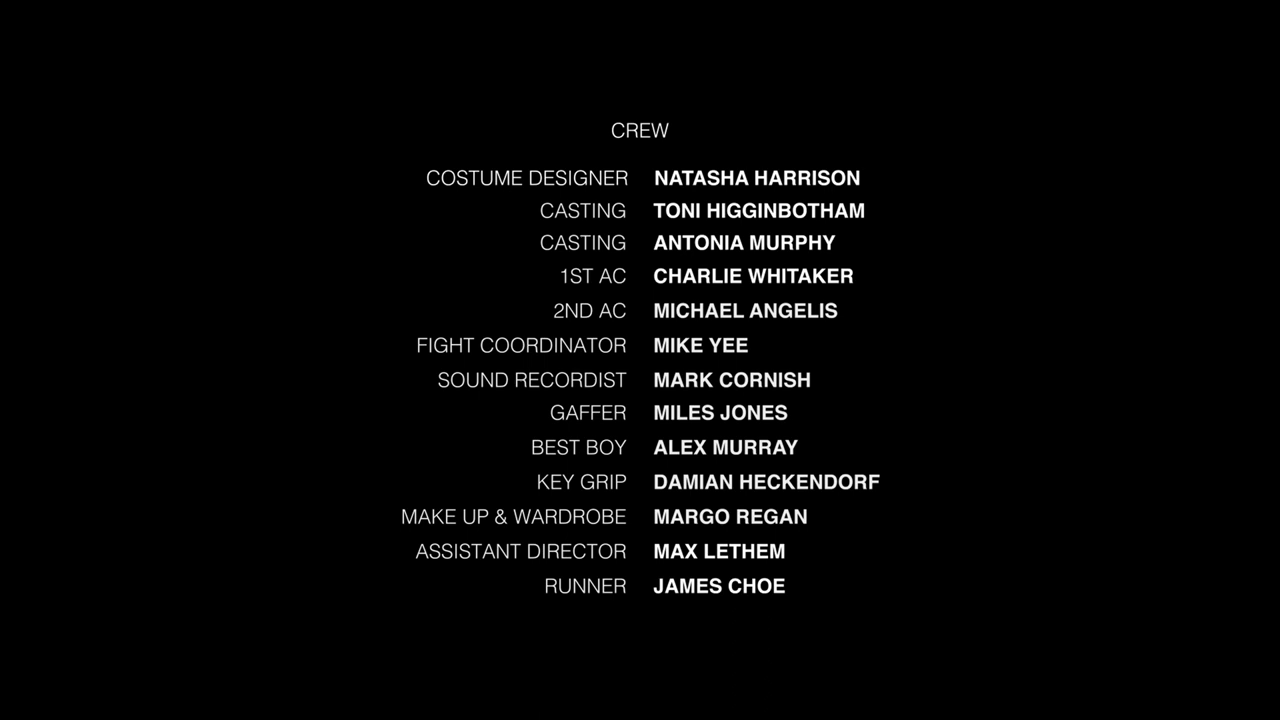 CREW
COSTUME DESIGNER NATASHA HARRISON
CASTING TONI HIGGINBOTHAM
CASTING ANTONIA MURPHY
1ST AC CHARLIE WHITAKER
2ND AC MICHAEL ANGELIS
FIGHT COORDINATOR MIKE YEE
SOUND RECORDIST MARK CORNISH
GAFFER MILES JONES
BEST BOY ALEX MURRAY
KEY GRIP DAMIAN HECKENDORF
MAKE UP & WARDROBE MARGO REGAN
ASSISTANT DIRECTOR MAX LETHEM
RUNNER JAMES CHOE